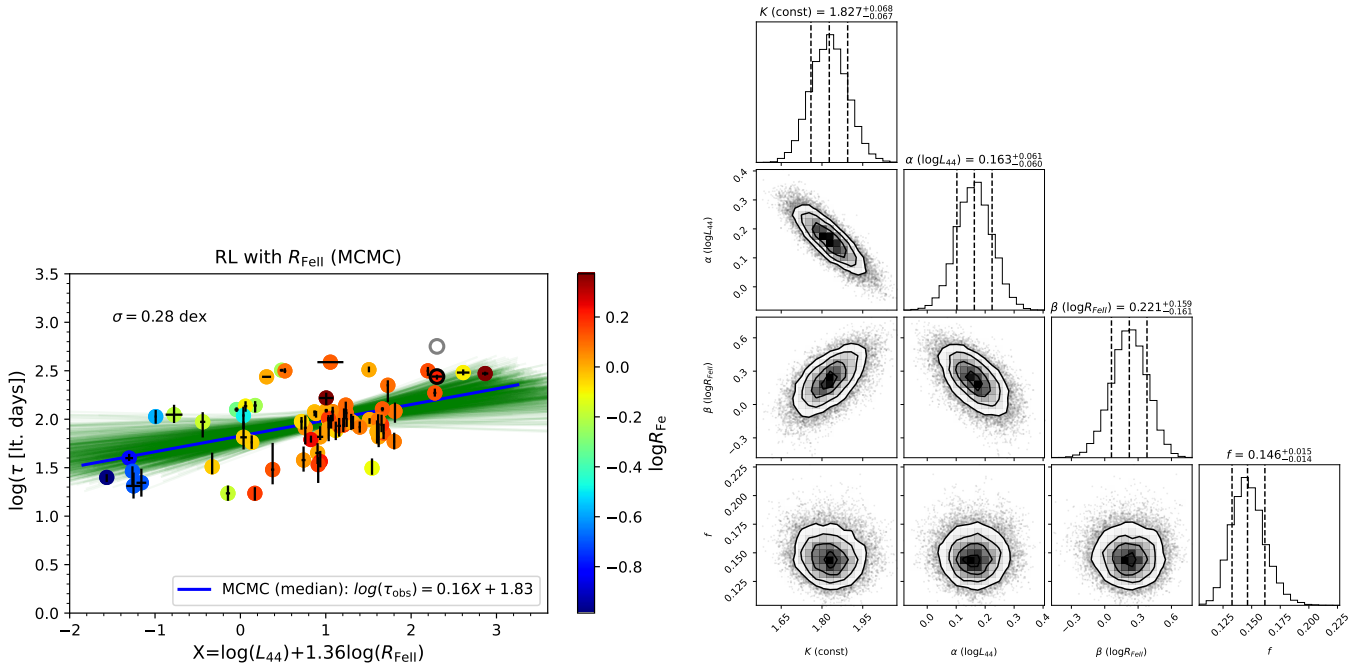 RL with R_FeII (MCMC)
σ = 0.28 dex
log(τ [lt. days])
3.5
3.0
2.5
2.0
1.5
1.0
0.5
0.0
MCMC (median): log(τ_obs) = 0.16X + 1.83
−2 −1 0 1 2 3
X=log(L_44)+1.36log(R_FeII)
0.2
0.0
−0.2
−0.4
−0.6
−0.8
logR_Fe
K (const) = 1.827^{+0.068}_{−0.067}
α (logL_44) = 0.163^{+0.061}_{−0.060}
α (logL_44)
0.4
0.3
0.2
0.1
0.0
β (logR_FeII) = 0.221^{+0.159}_{−0.161}
β (logR_FeII)
0.6
0.3
0.0
−0.3
f = 0.146^{+0.015}_{−0.014}
f
0.225
0.200
0.175
0.150
0.125
1.65 1.80 1.95
K (const)
0.0 0.1 0.2 0.3 0.4
α (logL_44)
−0.3 0.0 0.3 0.6
β (logR_FeII)
0.125 0.150 0.175 0.200 0.225
f